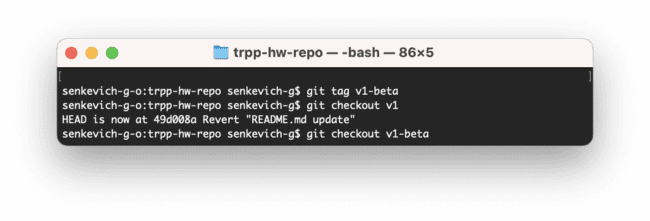 trpp-hw-repo — -bash — 86×5
[ ]
senkevich-g-o:trpp-hw-repo senkevich-g$ git tag v1-beta
senkevich-g-o:trpp-hw-repo senkevich-g$ git checkout v1
HEAD is now at 49d008a Revert "README.md update"
senkevich-g-o:trpp-hw-repo senkevich-g$ git checkout v1-beta